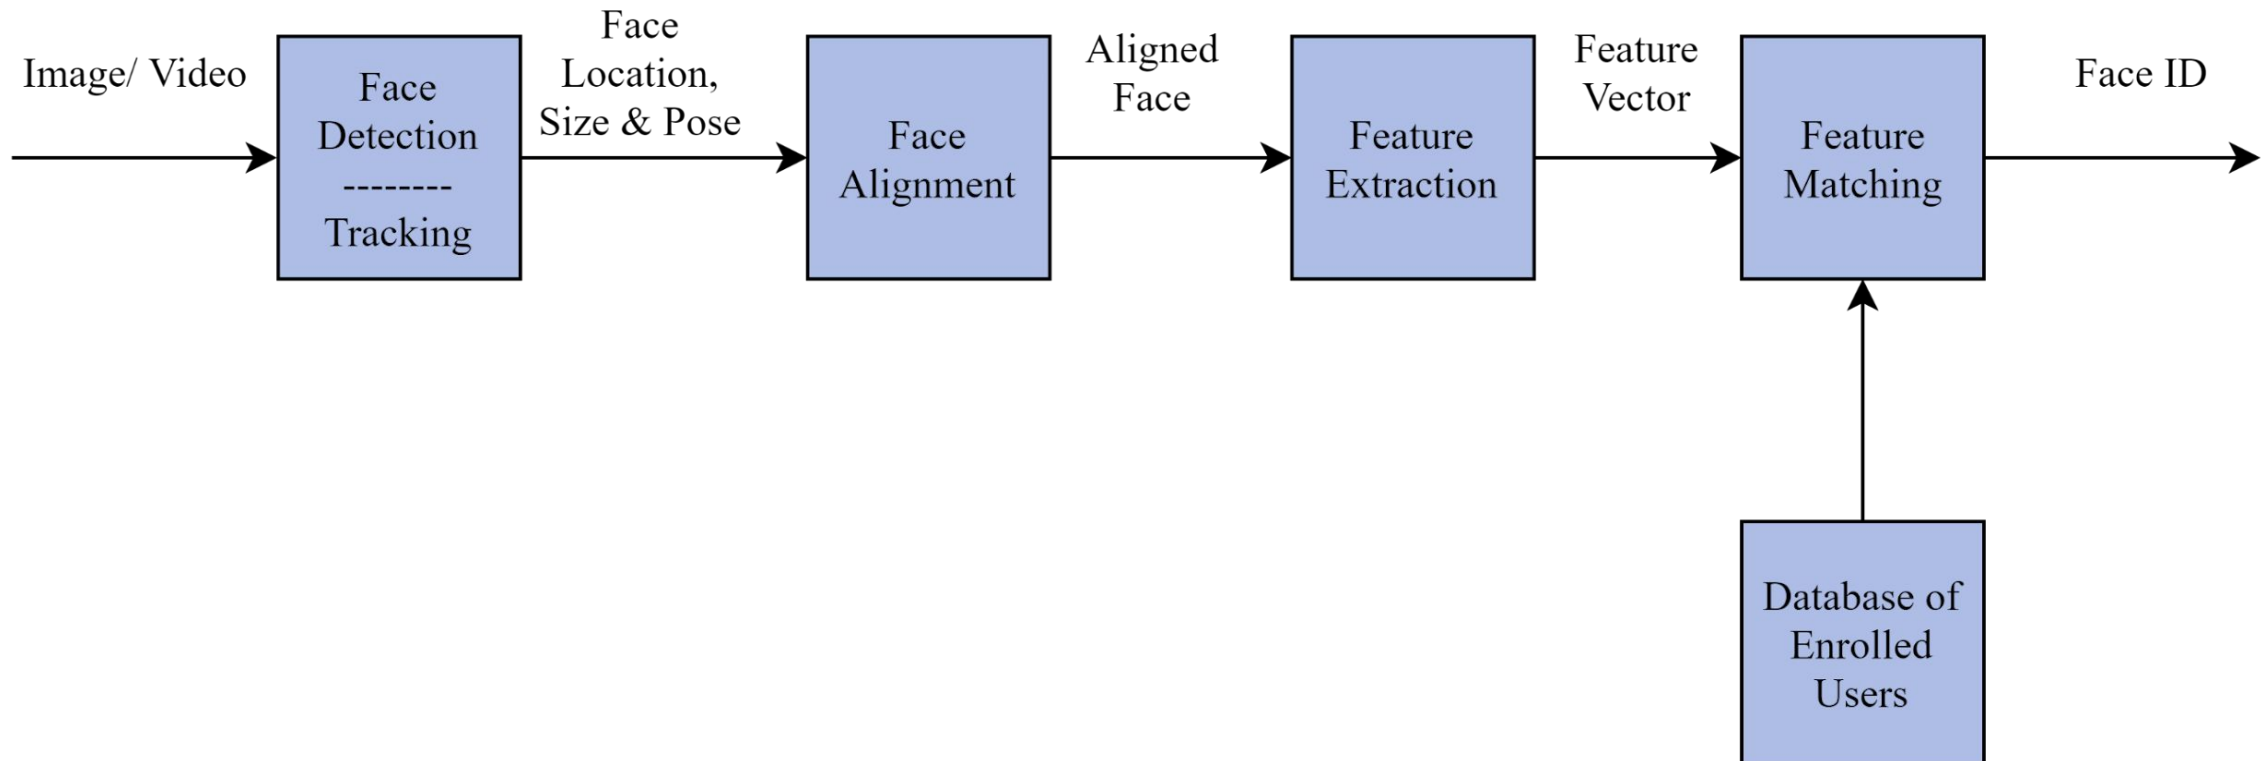 Image/ Video
Face
Detection
--------
Tracking
Face
Location,
Size & Pose
Face
Alignment
Aligned
Face
Feature
Extraction
Feature
Vector
Feature
Matching
Face ID
Database of
Enrolled
Users